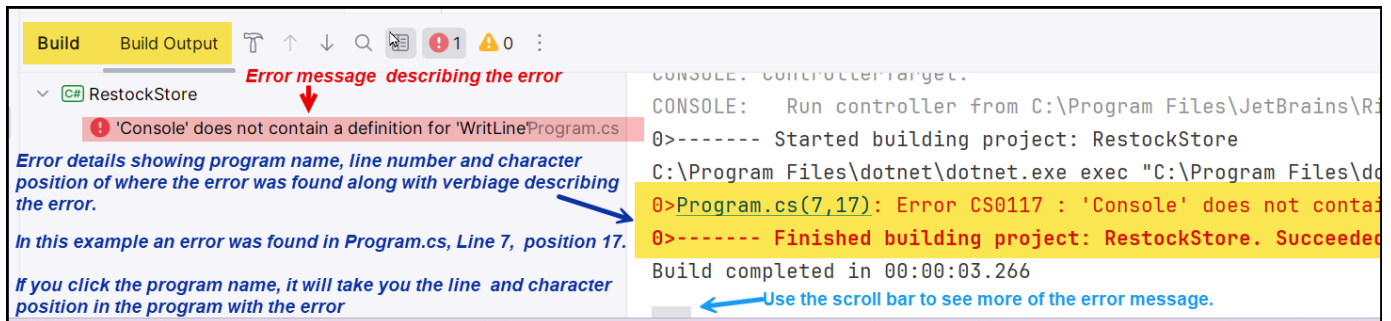 Build Build Output 1 0
Error message describing the error
RestockStore
'Console' does not contain a definition for 'WritLine' Program.cs
Error details showing program name, line number and character
position of where the error was found along with verbiage describing
the error.
In this example an error was found in Program.cs, Line 7, position 17.
If you click the program name, it will take you the line and character
position in the program with the error
CONSOLE: ControllerTarget:
CONSOLE: Run controller from C:\Program Files\JetBrains\Ri
0>------- Started building project: RestockStore
C:\Program Files\dotnet\dotnet.exe exec "C:\Program Files\do
0>Program.cs(7,17): Error CS0117 : 'Console' does not contai
0>------- Finished building project: RestockStore. Succeeded
Build completed in 00:00:03.266
Use the scroll bar to see more of the error message.